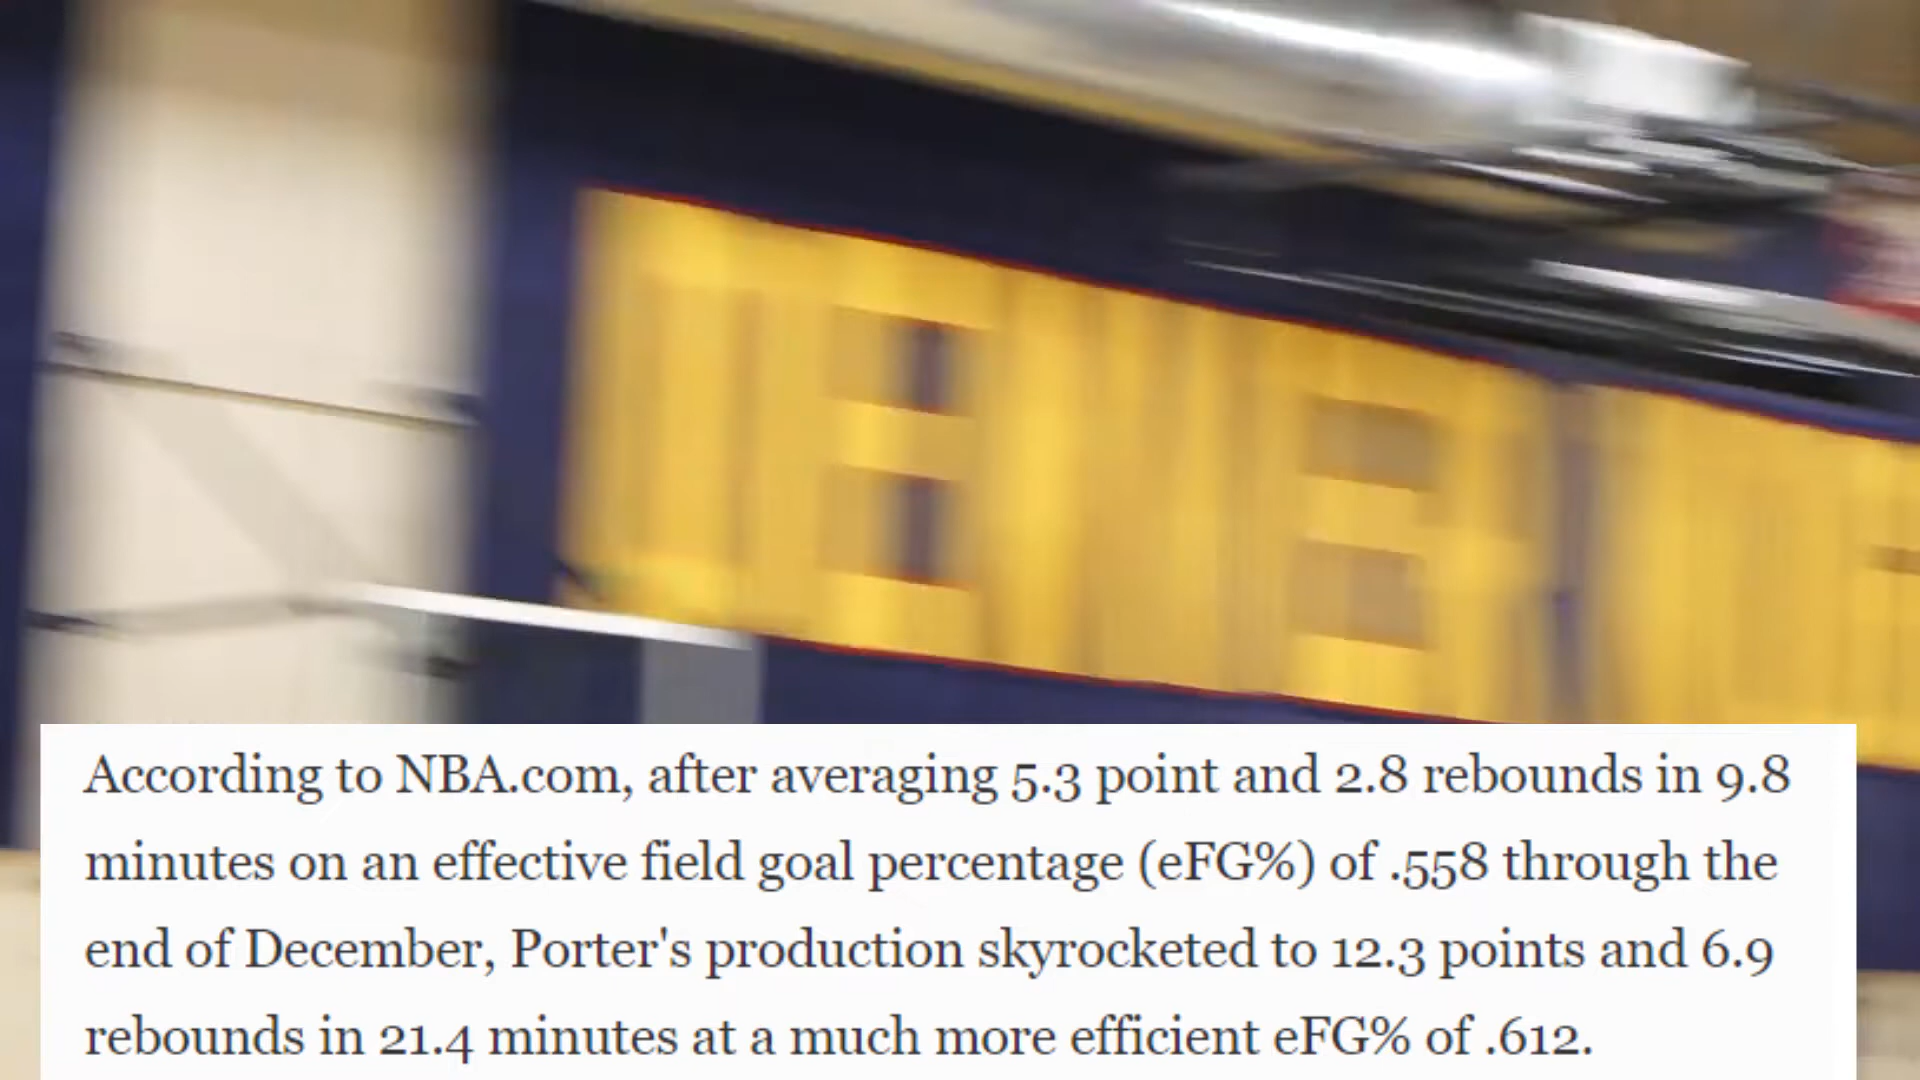 According to NBA.com, after averaging 5.3 point and 2.8 rebounds in 9.8
minutes on an effective field goal percentage (eFG%) of .558 through the
end of December, Porter's production skyrocketed to 12.3 points and 6.9
rebounds in 21.4 minutes at a much more efficient eFG% of .612.